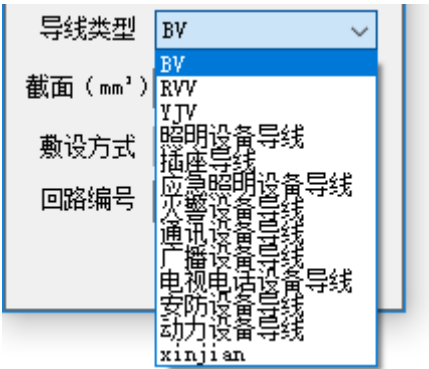 导线类型 BV
BV
截面（mm²） RVV
YJV
敷设方式 照明设备导线
插座导线
应急照明设备导线
回路编号 火警设备导线
通讯设备导线
广播设备导线
电视电话设备导线
安防设备导线
动力设备导线
xinjian